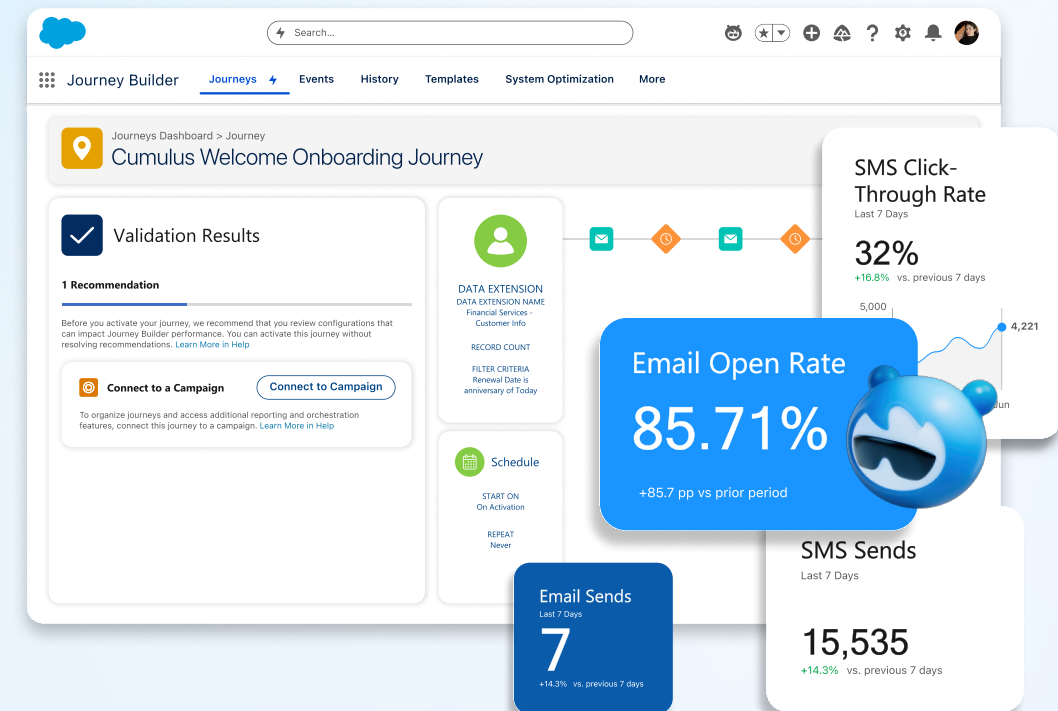 Search...
Journey Builder
Journeys
Events
History
Templates
System Optimization
More
Journeys Dashboard > Journey
Cumulus Welcome Onboarding Journey
Validation Results
1 Recommendation
Before you activate your journey, we recommend that you review configurations that
can impact Journey Builder performance. You can activate this journey without
resolving recommendations. Learn More in Help
Connect to a Campaign
Connect to Campaign
To organize journeys and access additional reporting and orchestration
features, connect this journey to a campaign. Learn More in Help
DATA EXTENSION
DATA EXTENSION NAME
Financial Services -
Customer Info
RECORD COUNT
FILTER CRITERIA
Renewal Date is
anniversary of Today
Schedule
START ON
On Activation
REPEAT
Never
SMS Click-
Through Rate
Last 7 Days
32%
+16.8% vs. previous 7 days
5,000
4,221
Jun
Email Open Rate
85.71%
+85.7 pp vs prior period
Email Sends
Last 7 Days
7
+14.3% vs. previous 7 days
SMS Sends
Last 7 Days
15,535
+14.3% vs. previous 7 days